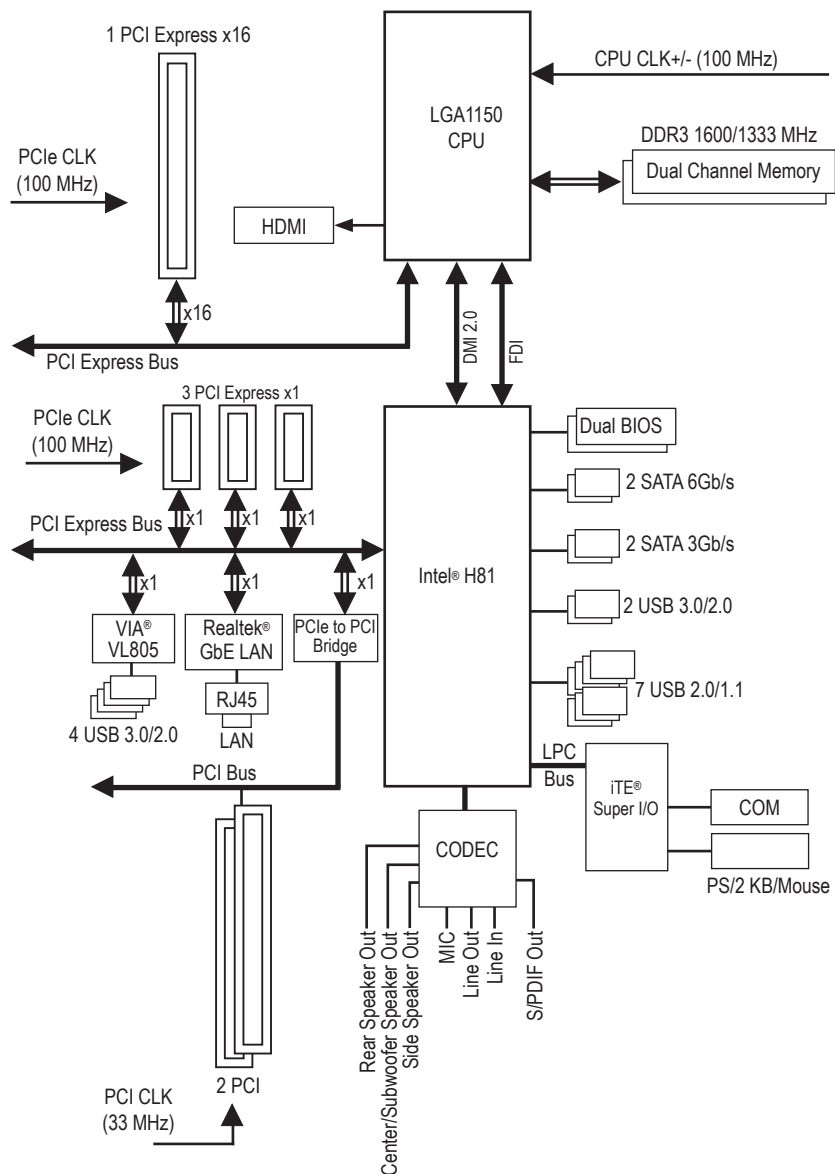 1 PCI Express x16
CPU CLK+/- (100 MHz)
LGA1150
CPU
DDR3 1600/1333 MHz
Dual Channel Memory
PCIe CLK
(100 MHz)
HDMI
x16
PCI Express Bus
DMI 2.0
FDI
3 PCI Express x1
PCIe CLK
(100 MHz)
Dual BIOS
2 SATA 6Gb/s
x1
x1
x1
PCI Express Bus
2 SATA 3Gb/s
Intel® H81
x1
x1
x1
2 USB 3.0/2.0
VIA®
VL805
Realtek®
GbE LAN
PCIe to PCI
Bridge
7 USB 2.0/1.1
RJ45
4 USB 3.0/2.0
LAN
LPC
Bus
PCI Bus
iTE®
Super I/O
COM
PS/2 KB/Mouse
CODEC
Rear Speaker Out
Center/Subwoofer Speaker Out
Side Speaker Out
MIC
Line Out
Line In
S/PDIF Out
2 PCI
PCI CLK
(33 MHz)